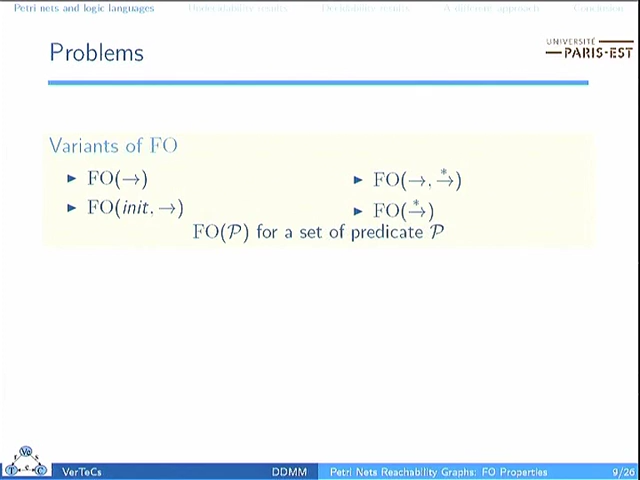 Petri nets and logic languages Undecidability results Decidability results A different approach Conclusion
Problems
UNIVERSITÉ
PARIS-EST
Variants of FO
► FO(→)
► FO(→, *→)
► FO(init, →)
► FO(*→)
FO(𝒫) for a set of predicate 𝒫
VerTeCs DDMM Petri Nets Reachability Graphs: FO Properties 9/26